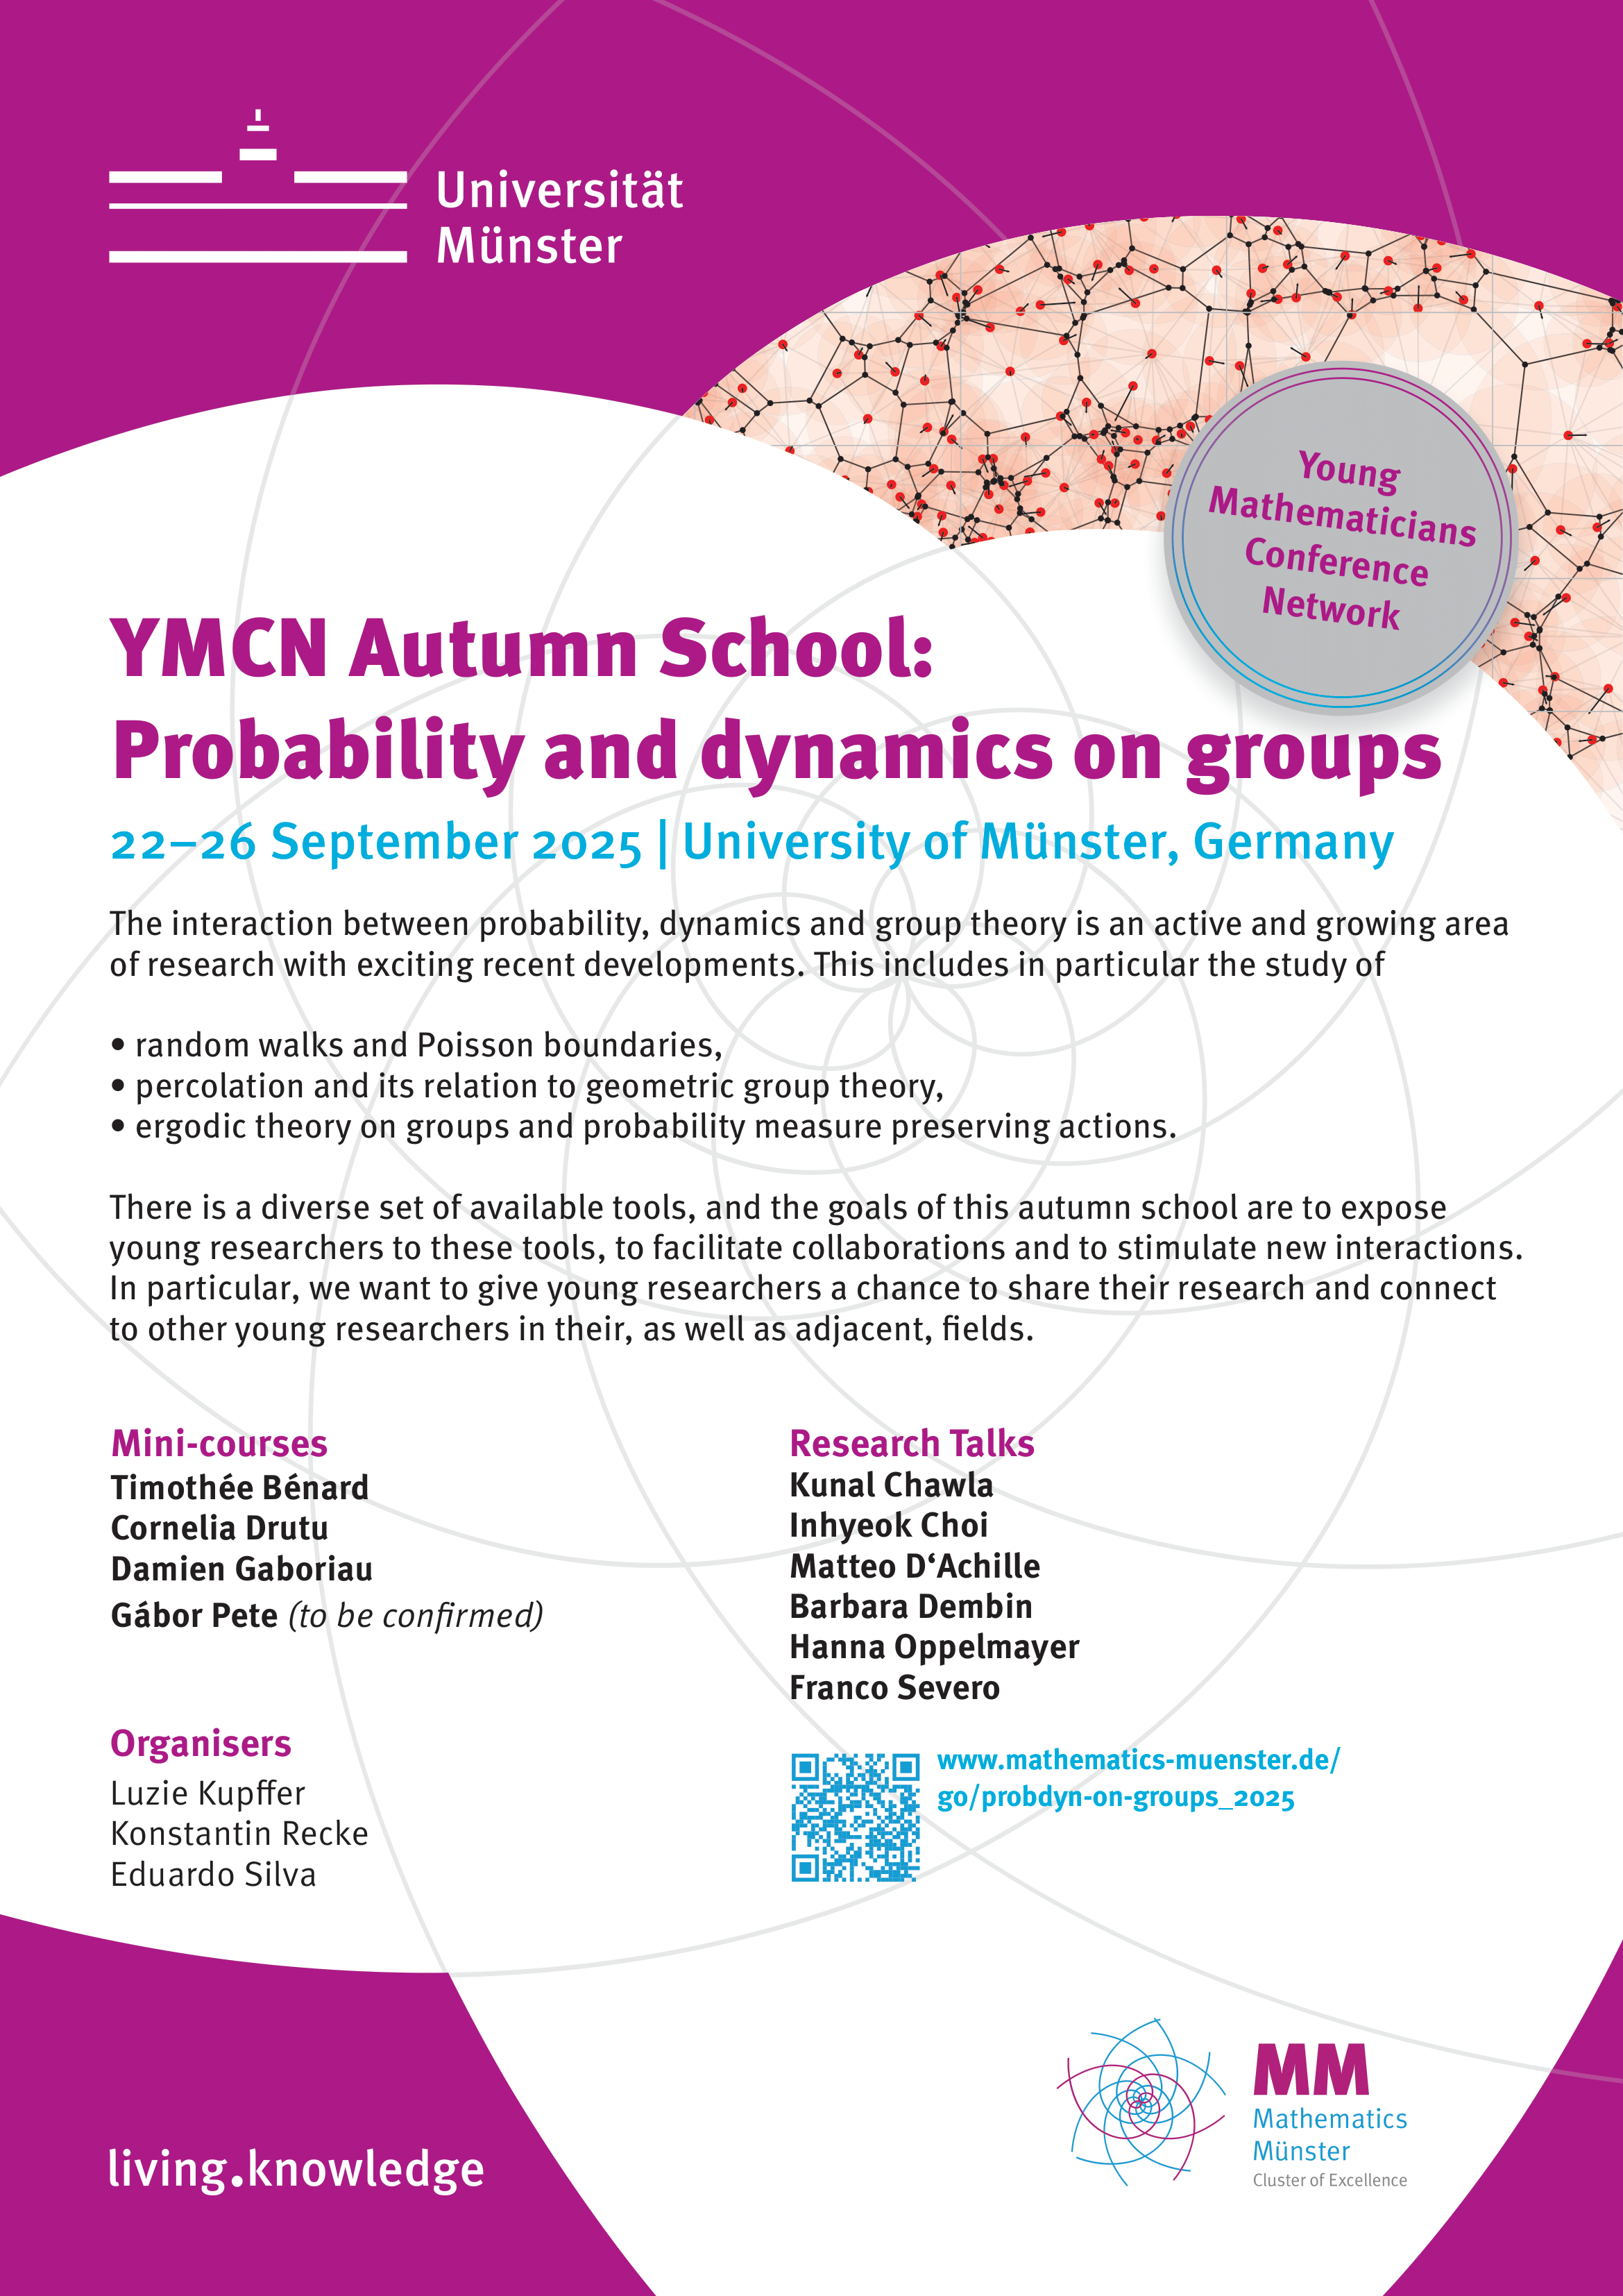 Universität
Münster
Young
Mathematicians
Conference
Network
YMCN Autumn School:
Probability and dynamics on groups
22–26 September 2025 | University of Münster, Germany
The interaction between probability, dynamics and group theory is an active and growing area
of research with exciting recent developments. This includes in particular the study of
• random walks and Poisson boundaries,
• percolation and its relation to geometric group theory,
• ergodic theory on groups and probability measure preserving actions.
There is a diverse set of available tools, and the goals of this autumn school are to expose
young researchers to these tools, to facilitate collaborations and to stimulate new interactions.
In particular, we want to give young researchers a chance to share their research and connect
to other young researchers in their, as well as adjacent, fields.
Mini-courses
Timothée Bénard
Cornelia Drutu
Damien Gaboriau
Gábor Pete (to be confirmed)
Research Talks
Kunal Chawla
Inhyeok Choi
Matteo D‘Achille
Barbara Dembin
Hanna Oppelmayer
Franco Severo
Organisers
Luzie Kupffer
Konstantin Recke
Eduardo Silva
www.mathematics-muenster.de/
go/probdyn-on-groups_2025
living.knowledge
MM
Mathematics
Münster
Cluster of Excellence